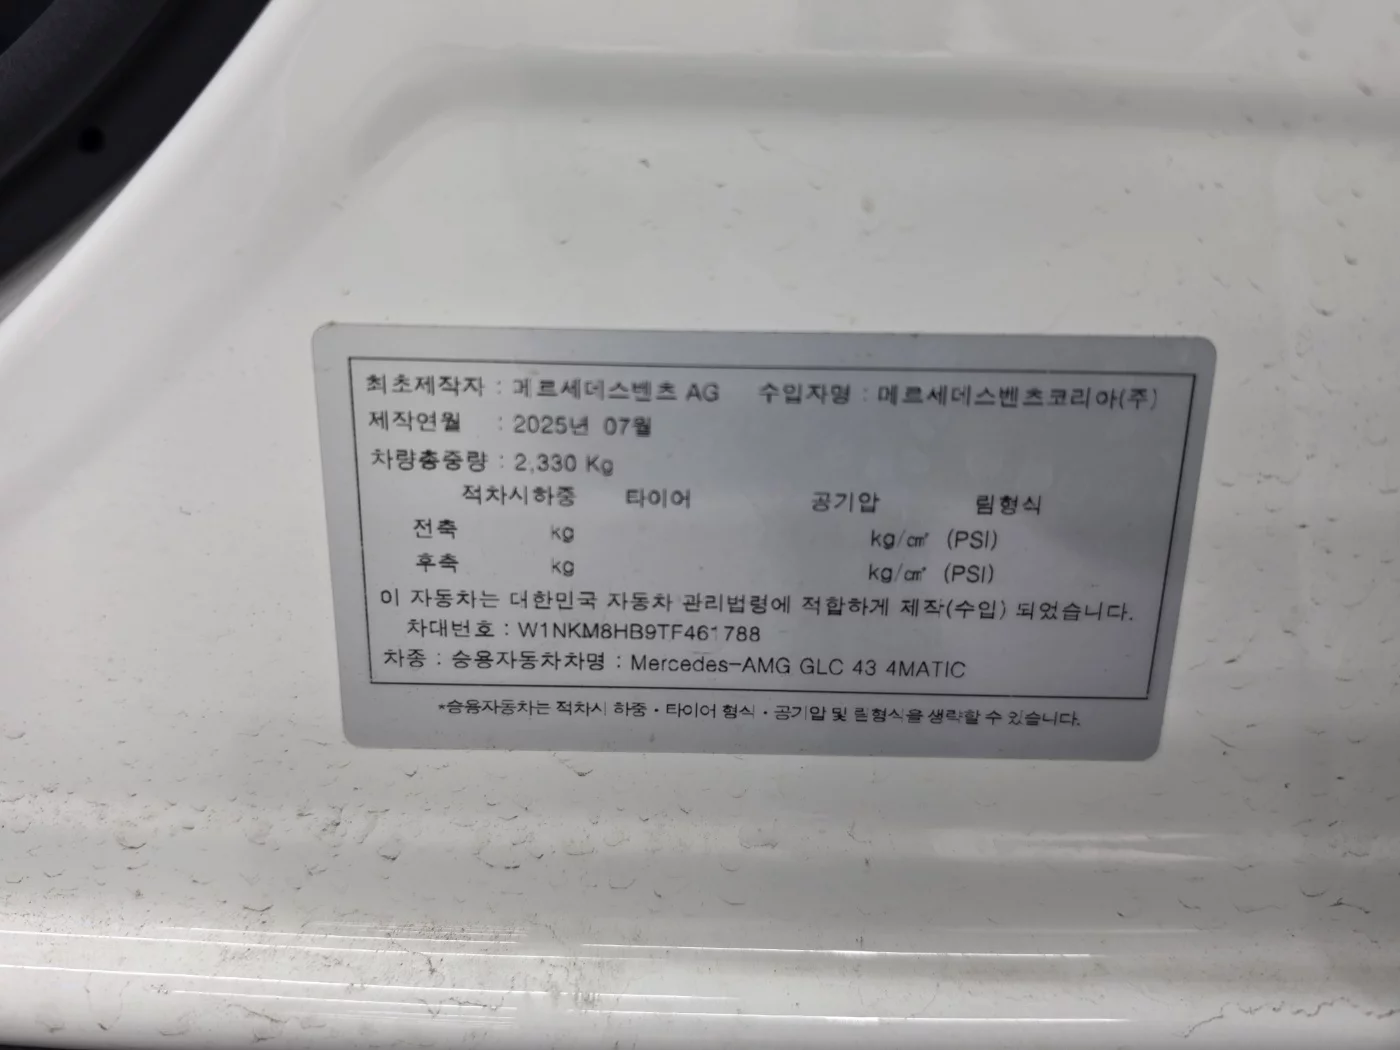 최초제작자 : 메르세데스벤츠 AG 수입자명 : 메르세데스벤츠코리아(주)
제작연월 : 2025년 07월
차량총중량 : 2,330 Kg
적차시하중 타이어 공기압 림형식
전축 kg kg/㎠ (PSI)
후축 kg kg/㎠ (PSI)
이 자동차는 대한민국 자동차 관리법령에 적합하게 제작(수입) 되었습니다.
차대번호 : W1NKM8HB9TF461788
차종 : 승용자동차차명 : Mercedes-AMG GLC 43 4MATIC
*승용자동차는 적차시 하중·타이어 형식·공기압 및 림형식을 생략할 수 있습니다.